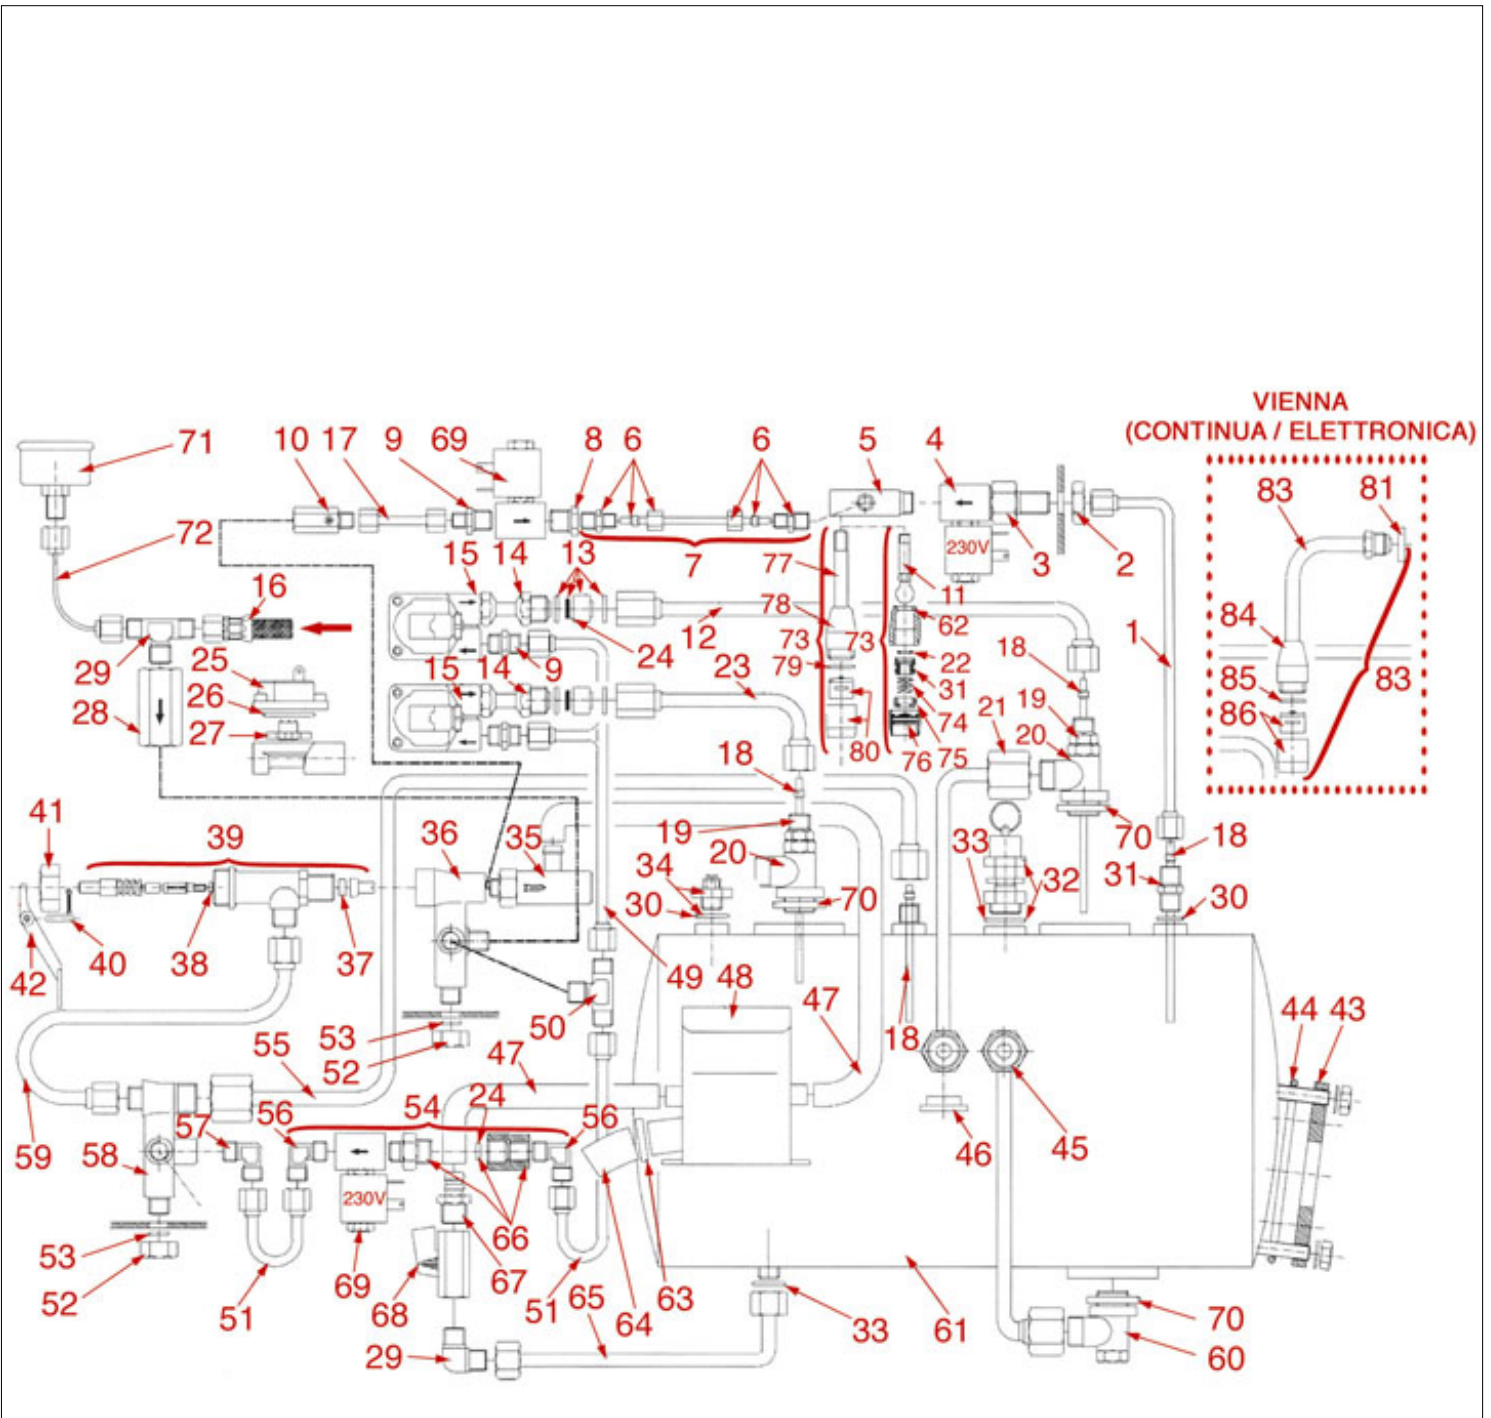 VIENNA
(CONTINUA / ELETTRONICA)
71 10 17 9 69 8 6 6 5 4 83 81
72 15 14 13 7 77 230V 3 2
16 11
12 78 62 1 84
29 24 73 73
25 9 79 22 18 83
15 14 23 31 85
26 74 21 19
28 27 80 76 75 20 86
18
41 39 36 35 19 70 18
20 33 31
34 32
30 70 30
42 40 38 37 49 48 47 44 43
53 50 18
55 52 47
57 56 54 24 56
59 58 46 45
230V
53 66
52 51 69 68 67 51 65 64 63 33 61 70
29 60